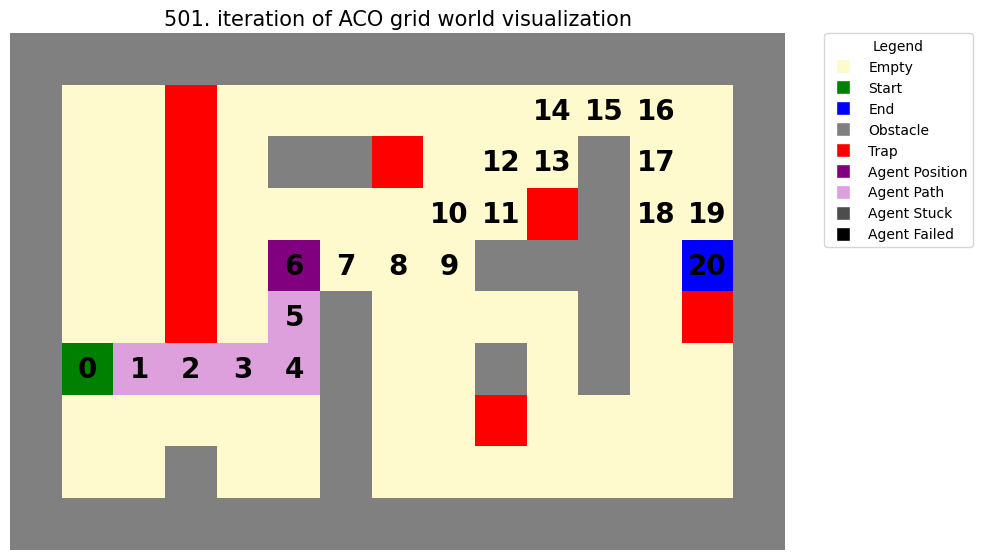 501. iteration of ACO grid world visualization
14 15 16
12 13 17
10 11 18 19
6 7 8 9 20
5
0 1 2 3 4
Legend
Empty
Start
End
Obstacle
Trap
Agent Position
Agent Path
Agent Stuck
Agent Failed